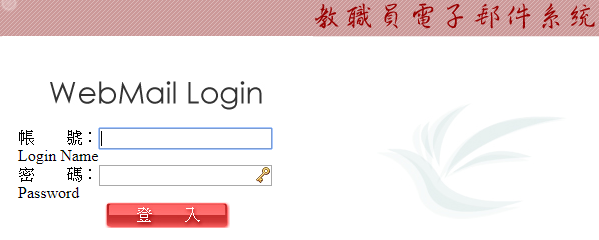 教職員電子郵件系統
WebMail Login
帳　號：
Login Name
密　碼：
Password
登　入